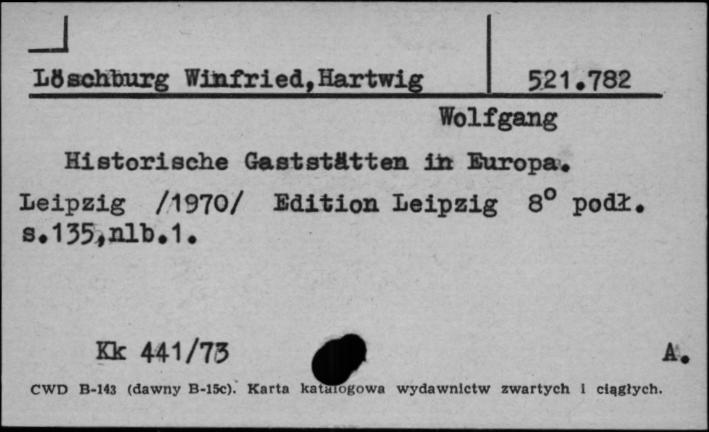 Löschburg Winfried,Hartwig 521.782
Wolfgang
Historische Gaststätten in Europa.
Leipzig /1970/ Edition Leipzig 8° podł.
s.135,nlb.1.
Kk 441/73 A.
CWD B-143 (dawny B-15c). Karta katalogowa wydawnictw zwartych i ciągłych.